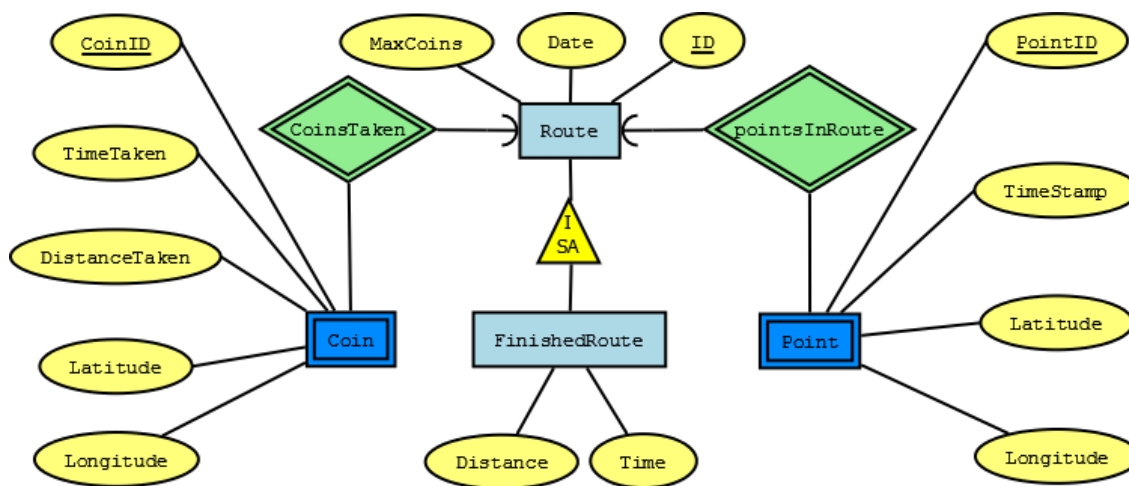 CoinID
MaxCoins
Date
ID
PointID
CoinsTaken
Route
pointsInRoute
TimeTaken
TimeStamp
I
SA
DistanceTaken
Coin
FinishedRoute
Point
Latitude
Latitude
Longitude
Distance
Time
Longitude